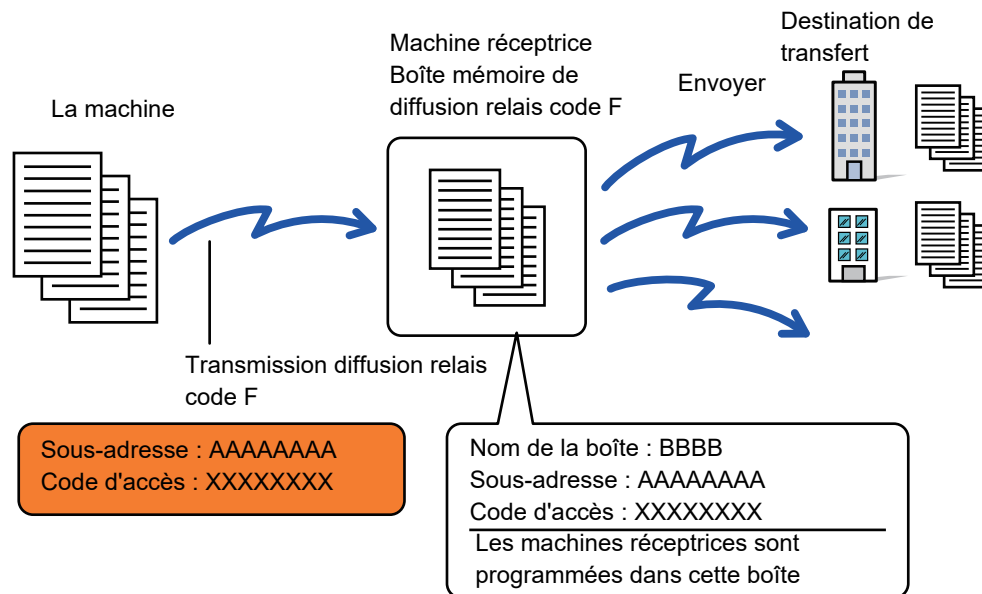 La machine
Machine réceptrice
Boîte mémoire de
diffusion relais code F
Envoyer
Destination de
transfert
Transmission diffusion relais
code F
Sous-adresse : AAAAAAAA
Code d'accès : XXXXXXXX
Nom de la boîte : BBBB
Sous-adresse : AAAAAAAA
Code d'accès : XXXXXXXX
Les machines réceptrices sont
programmées dans cette boîte